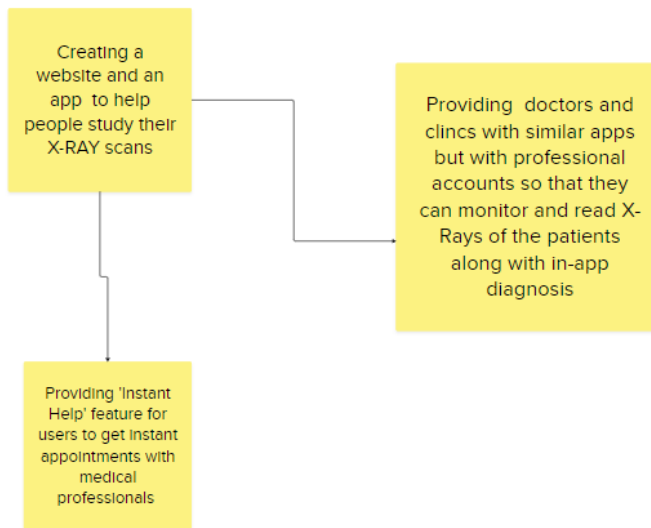 Creating a
website and an
app to help
people study their
X-RAY scans
Providing doctors and
clincs with similar apps
but with professional
accounts so that they
can monitor and read X-
Rays of the patients
along with in-app
diagnosis
Providing 'Instant
Help' feature for
users to get instant
appointments with
medical
professionals